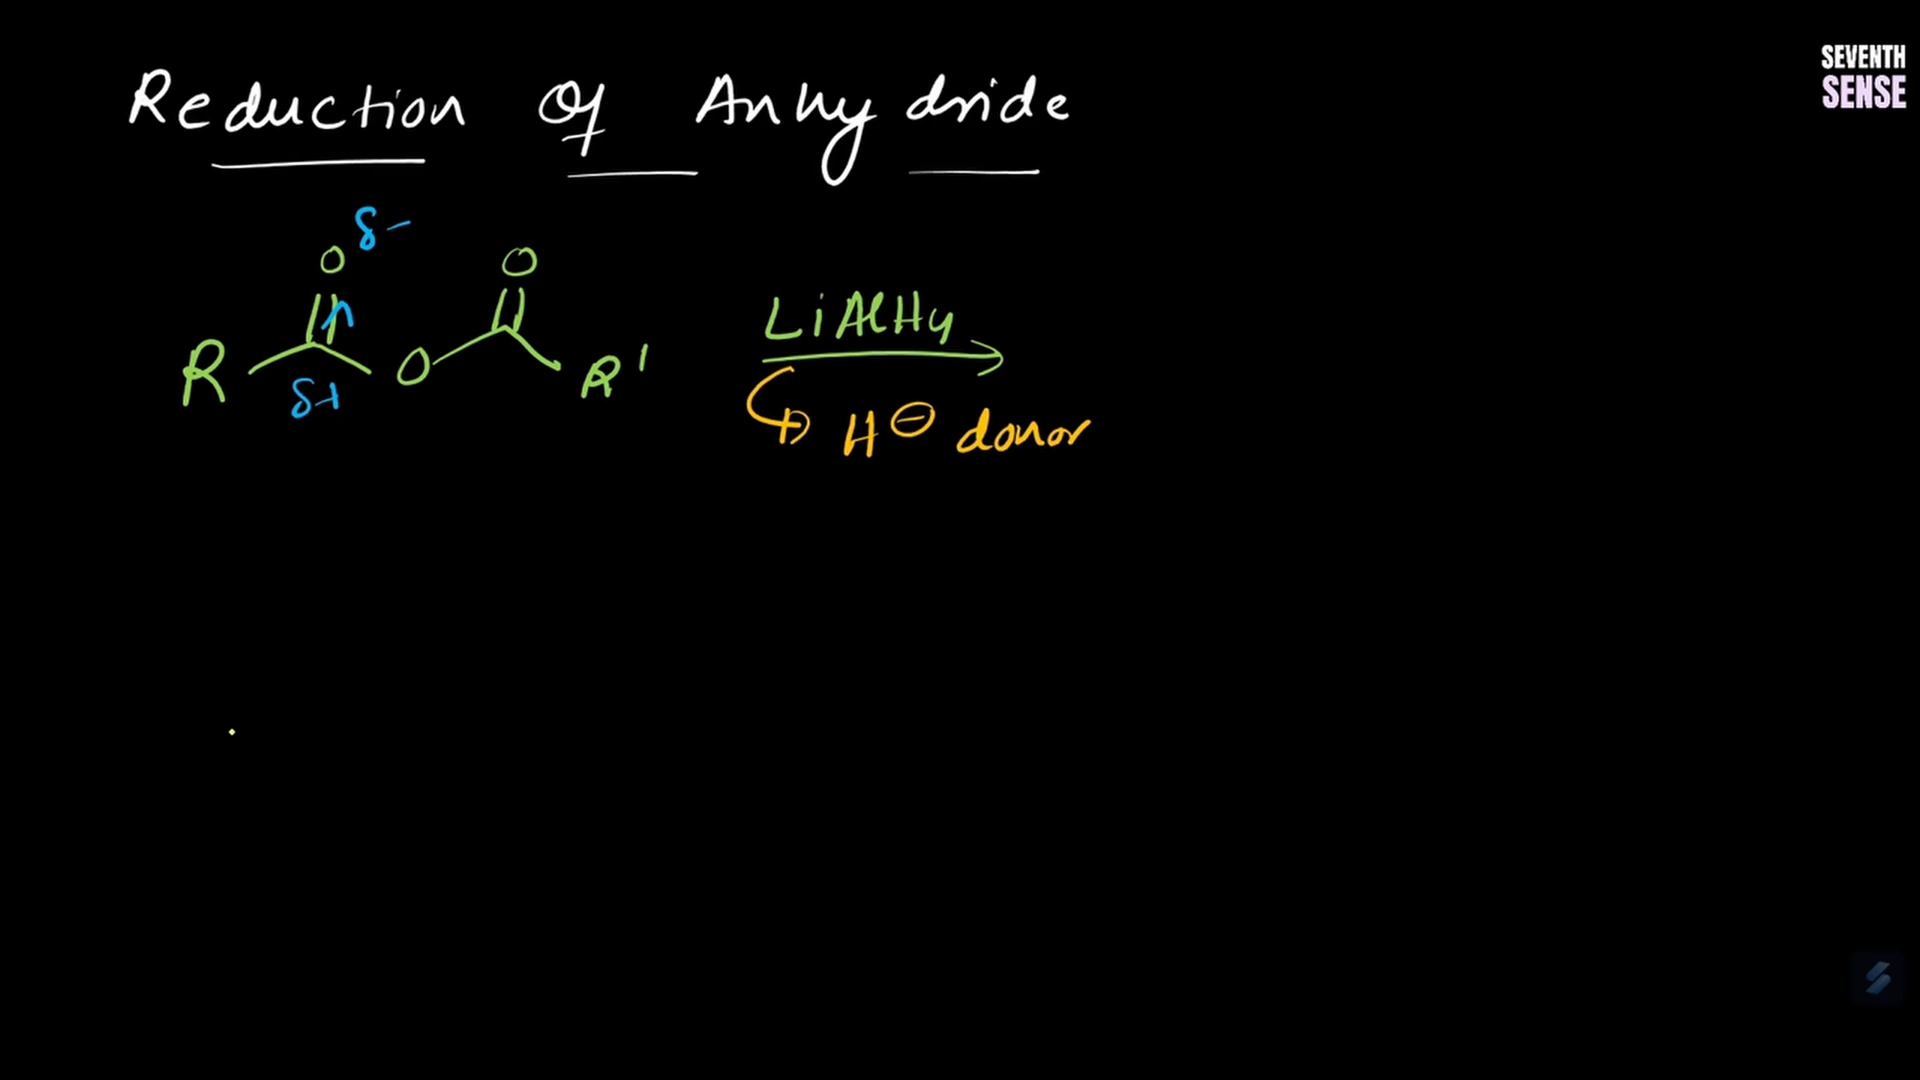 Reduction Of Anhydride
SEVENTH
SENSE
δ-
O O
R δ+ O R'
LiAlH4
H⊖ donor